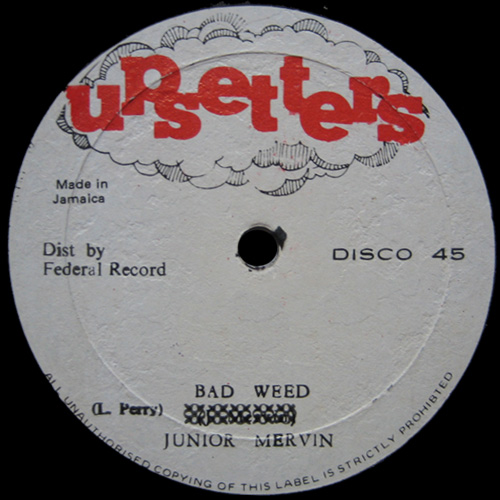 upsetters
Made in
Jamaica
Dist by
Federal Record
DISCO 45
BAD WEED
(L. Perry)
JUNIOR MERVIN
ALL UNAUTHORISED COPYING OF THIS LABEL IS STRICTLY PROHIBITED